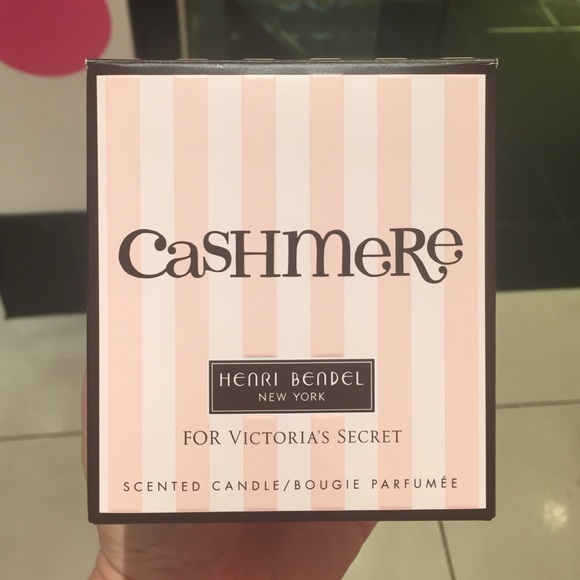 CasHmeRe
HENRI BENDEL
NEW YORK
FOR VICTORIA'S SECRET
SCENTED CANDLE/BOUGIE PARFUMÉE